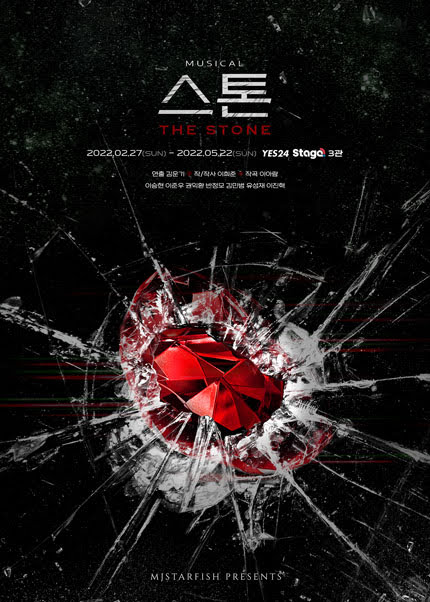 MUSICAL
스톤
THE STONE
2022.02.27(SUN) - 2022.05.22(SUN) YES24 Stage 3관
연출 김운기 작/작사 이희준 작곡 이아람
이승현 이준우 권익환 반정모 김민범 유성재 이진혁
MJSTARFISH PRESENTS